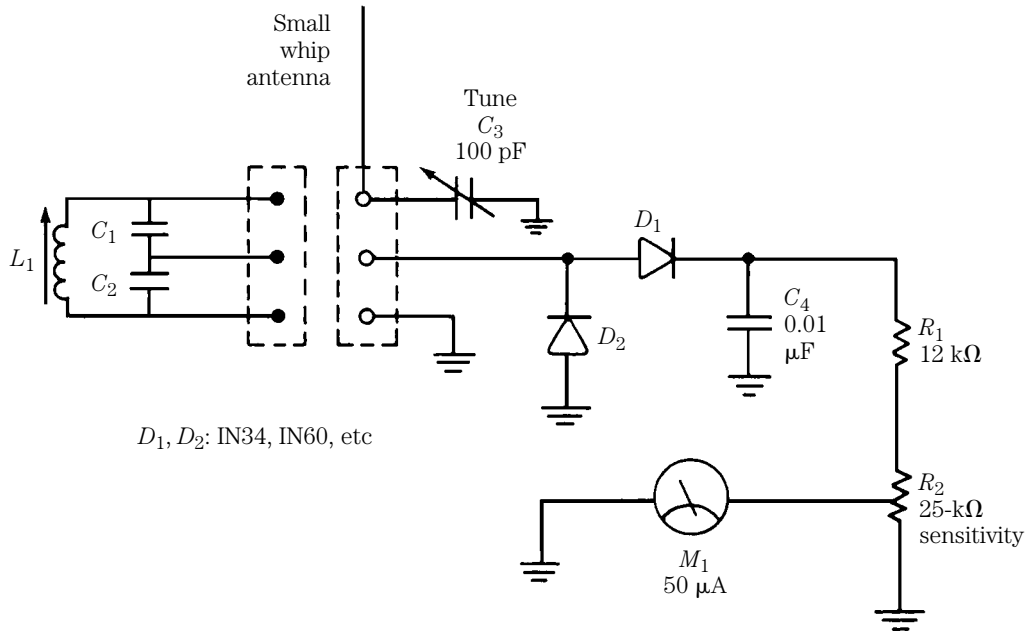 Small
whip
antenna
Tune
C₃
100 pF
D₁
L₁
C₁
C₂
D₂
C₄
0.01
μF
R₁
12 kΩ
D₁, D₂: IN34, IN60, etc
R₂
25-kΩ
sensitivity
M₁
50 μA